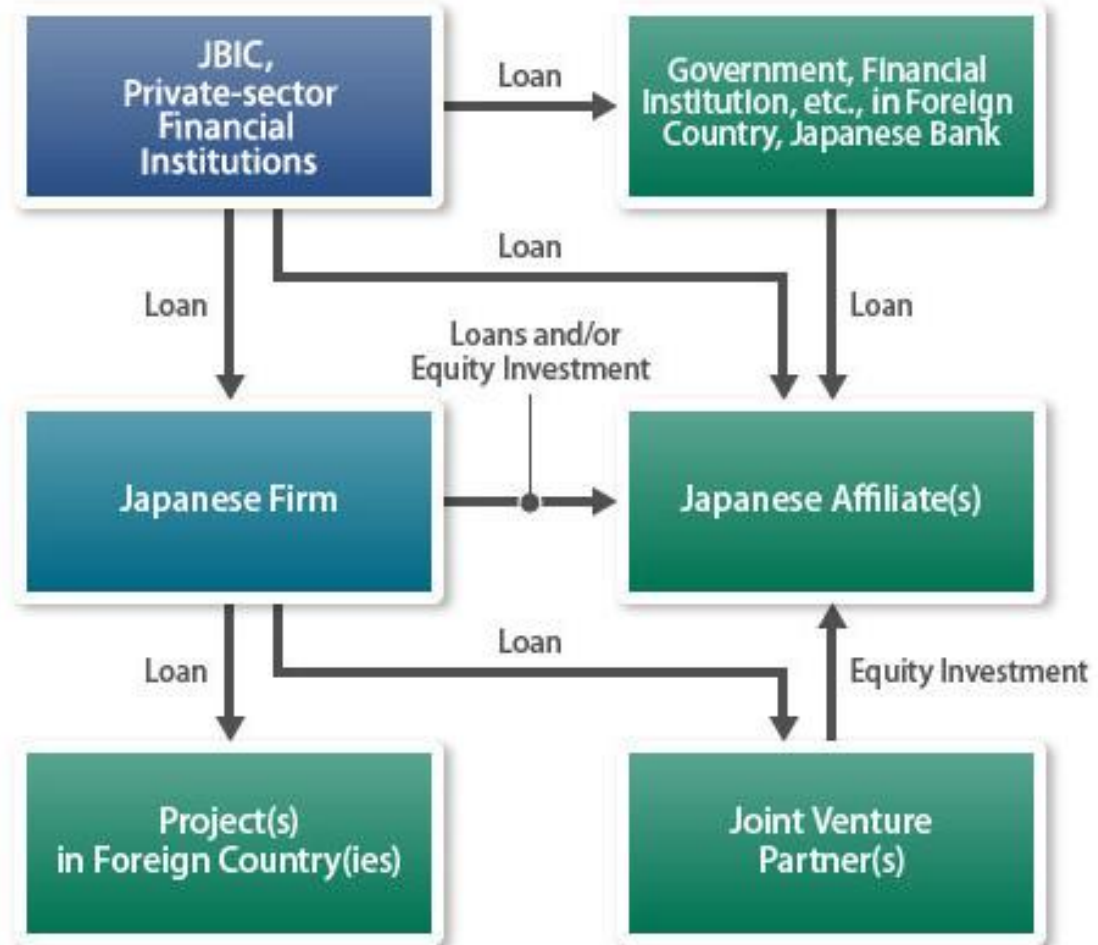 JBIC,
Private-sector
Financial
Institutions
Loan
Government, Financial
Institution, etc., in Foreign
Country, Japanese Bank
Loan
Loan
Loan
Loans and/or
Equity Investment
Japanese Firm
Japanese Affiliate(s)
Loan
Loan
Equity Investment
Project(s)
in Foreign Country(ies)
Joint Venture
Partner(s)